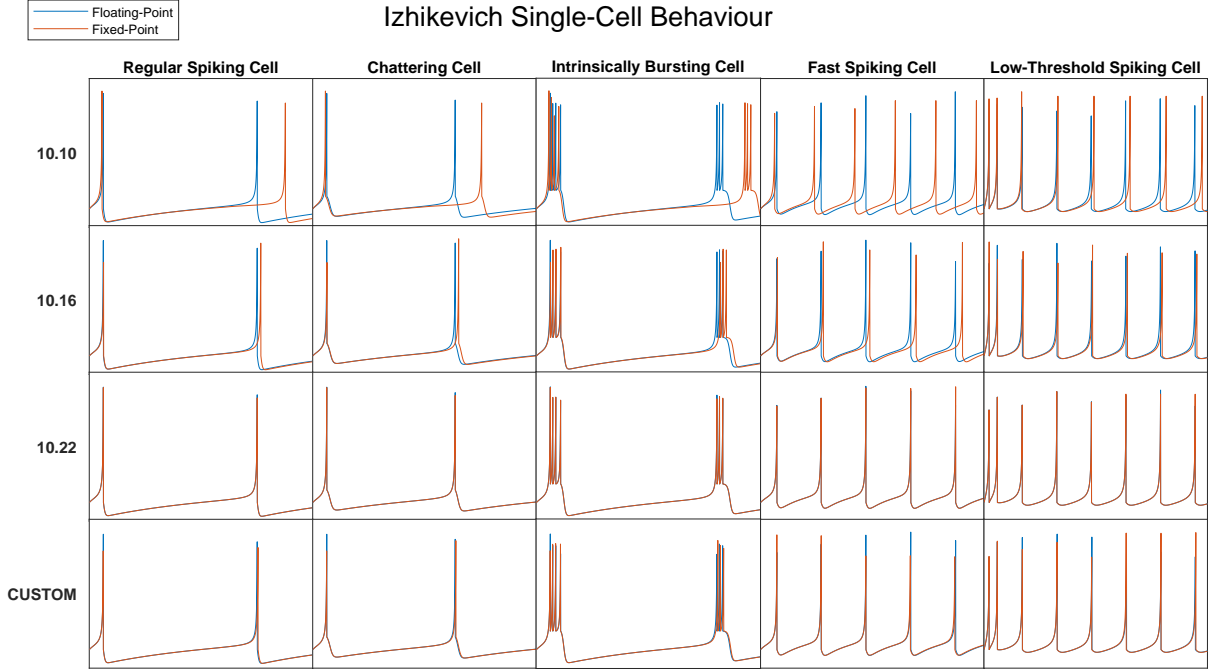 Izhikevich Single-Cell Behaviour
Floating-Point
Fixed-Point
Regular Spiking Cell
Chattering Cell
Intrinsically Bursting Cell
Fast Spiking Cell
Low-Threshold Spiking Cell
10.10
10.16
10.22
CUSTOM